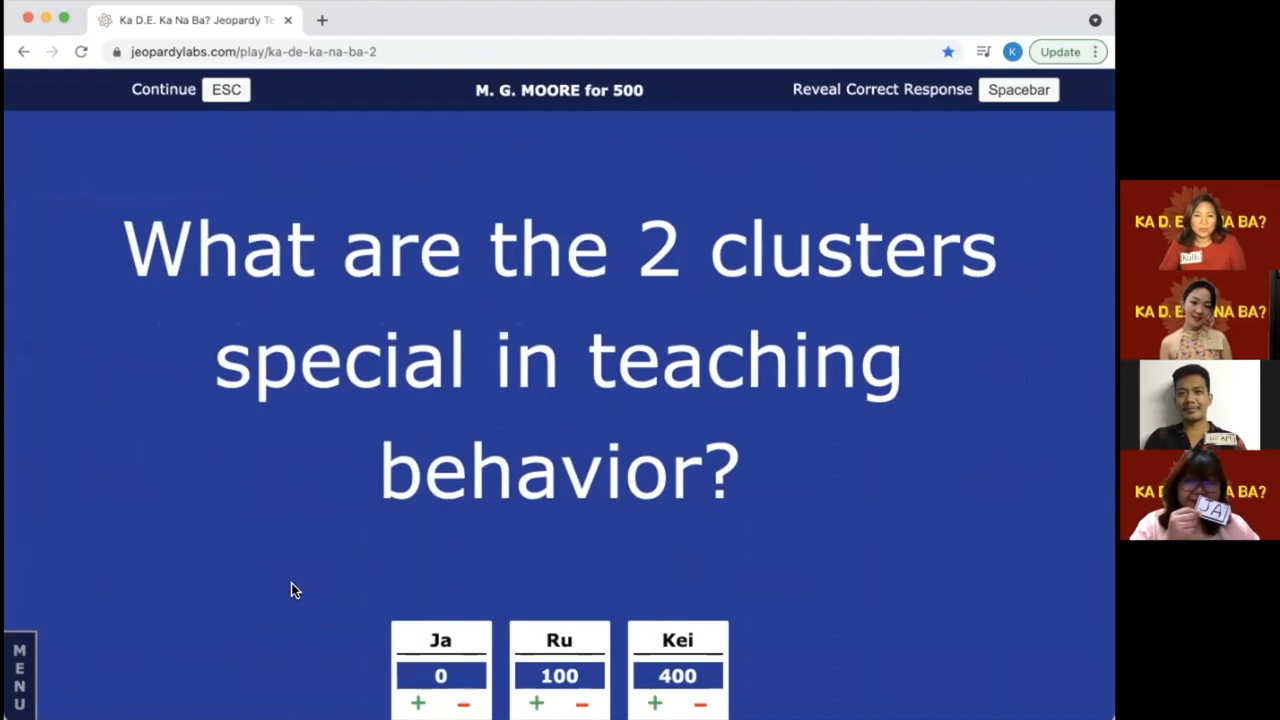 Ka D.E. Ka Na Ba? Jeopardy Te
jeopardylabs.com/play/ka-de-ka-na-ba-2
K
Update
Continue ESC
M. G. MOORE for 500
Reveal Correct Response Spacebar
What are the 2 clusters
special in teaching
behavior?
MENU
Ja
0
+ −
Ru
100
+ −
Kei
400
+ −
KA D. E. NA BA?
KA D. E. NA BA?
KA D BA?
JA